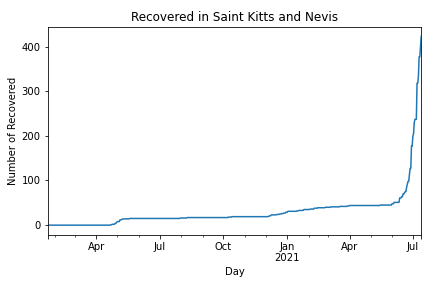 Recovered in Saint Kitts and Nevis
Number of Recovered
400
300
200
100
0
Apr
Jul
Oct
Jan
2021
Apr
Jul
Day